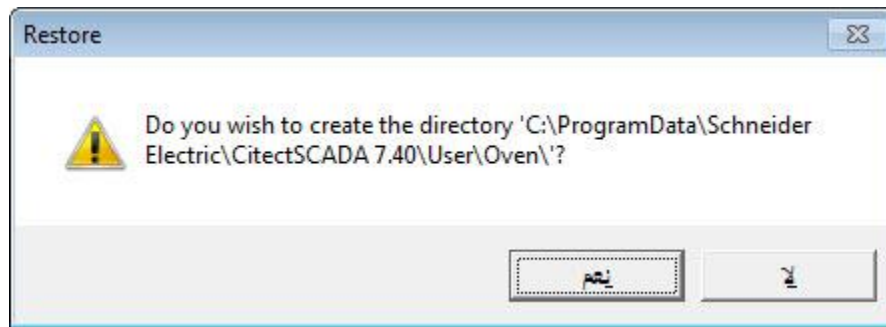 Restore
Do you wish to create the directory 'C:\ProgramData\Schneider
Electric\CitectSCADA 7.40\User\Oven\'?
نعم
لا